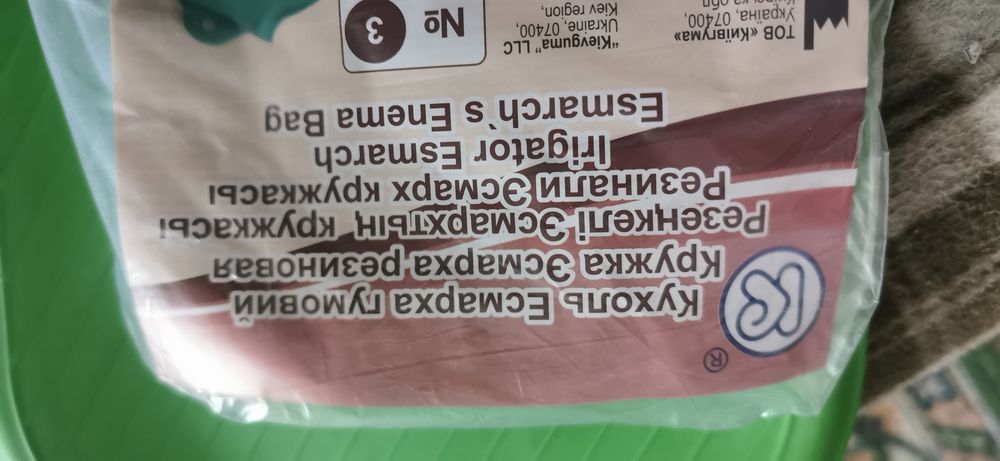 ®
Кухоль Есмарха гумовий
Кружка Эсмарха резиновая
Резеңкелі Эсмархтың кружкасы
Резинали Эсмарх кружкасы
Irigator Esmarch
Esmarch`s Enema Bag
ТОВ «Київгума»
Україна, 07400,
"Kievguma" LLC
Ukraine, 07400,
Kiev region,
№ 3